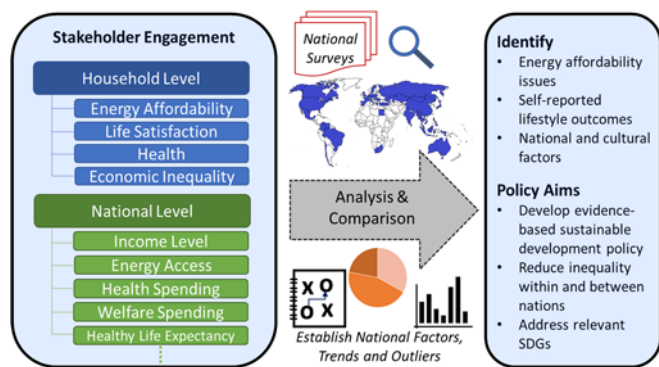 Stakeholder Engagement
Household Level
Energy Affordability
Life Satisfaction
Health
Economic Inequality
National Level
Income Level
Energy Access
Health Spending
Welfare Spending
Healthy Life Expectancy
National
Surveys
Analysis &
Comparison
X O
O X
Establish National Factors,
Trends and Outliers
Identify
• Energy affordability
issues
• Self-reported
lifestyle outcomes
• National and cultural
factors
Policy Aims
• Develop evidence-
based sustainable
development policy
• Reduce inequality
within and between
nations
• Address relevant
SDGs